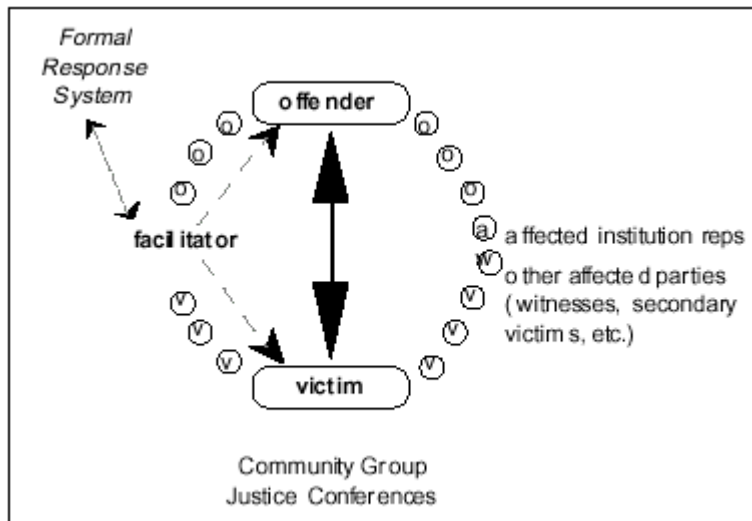 Formal
Response
System
offender
o
o
o
o
o
o
facilitator
a
affected institution reps
w
other affected parties
(witnesses, secondary
victims, etc.)
v
v
v
v
v
v
victim
Community Group
Justice Conferences